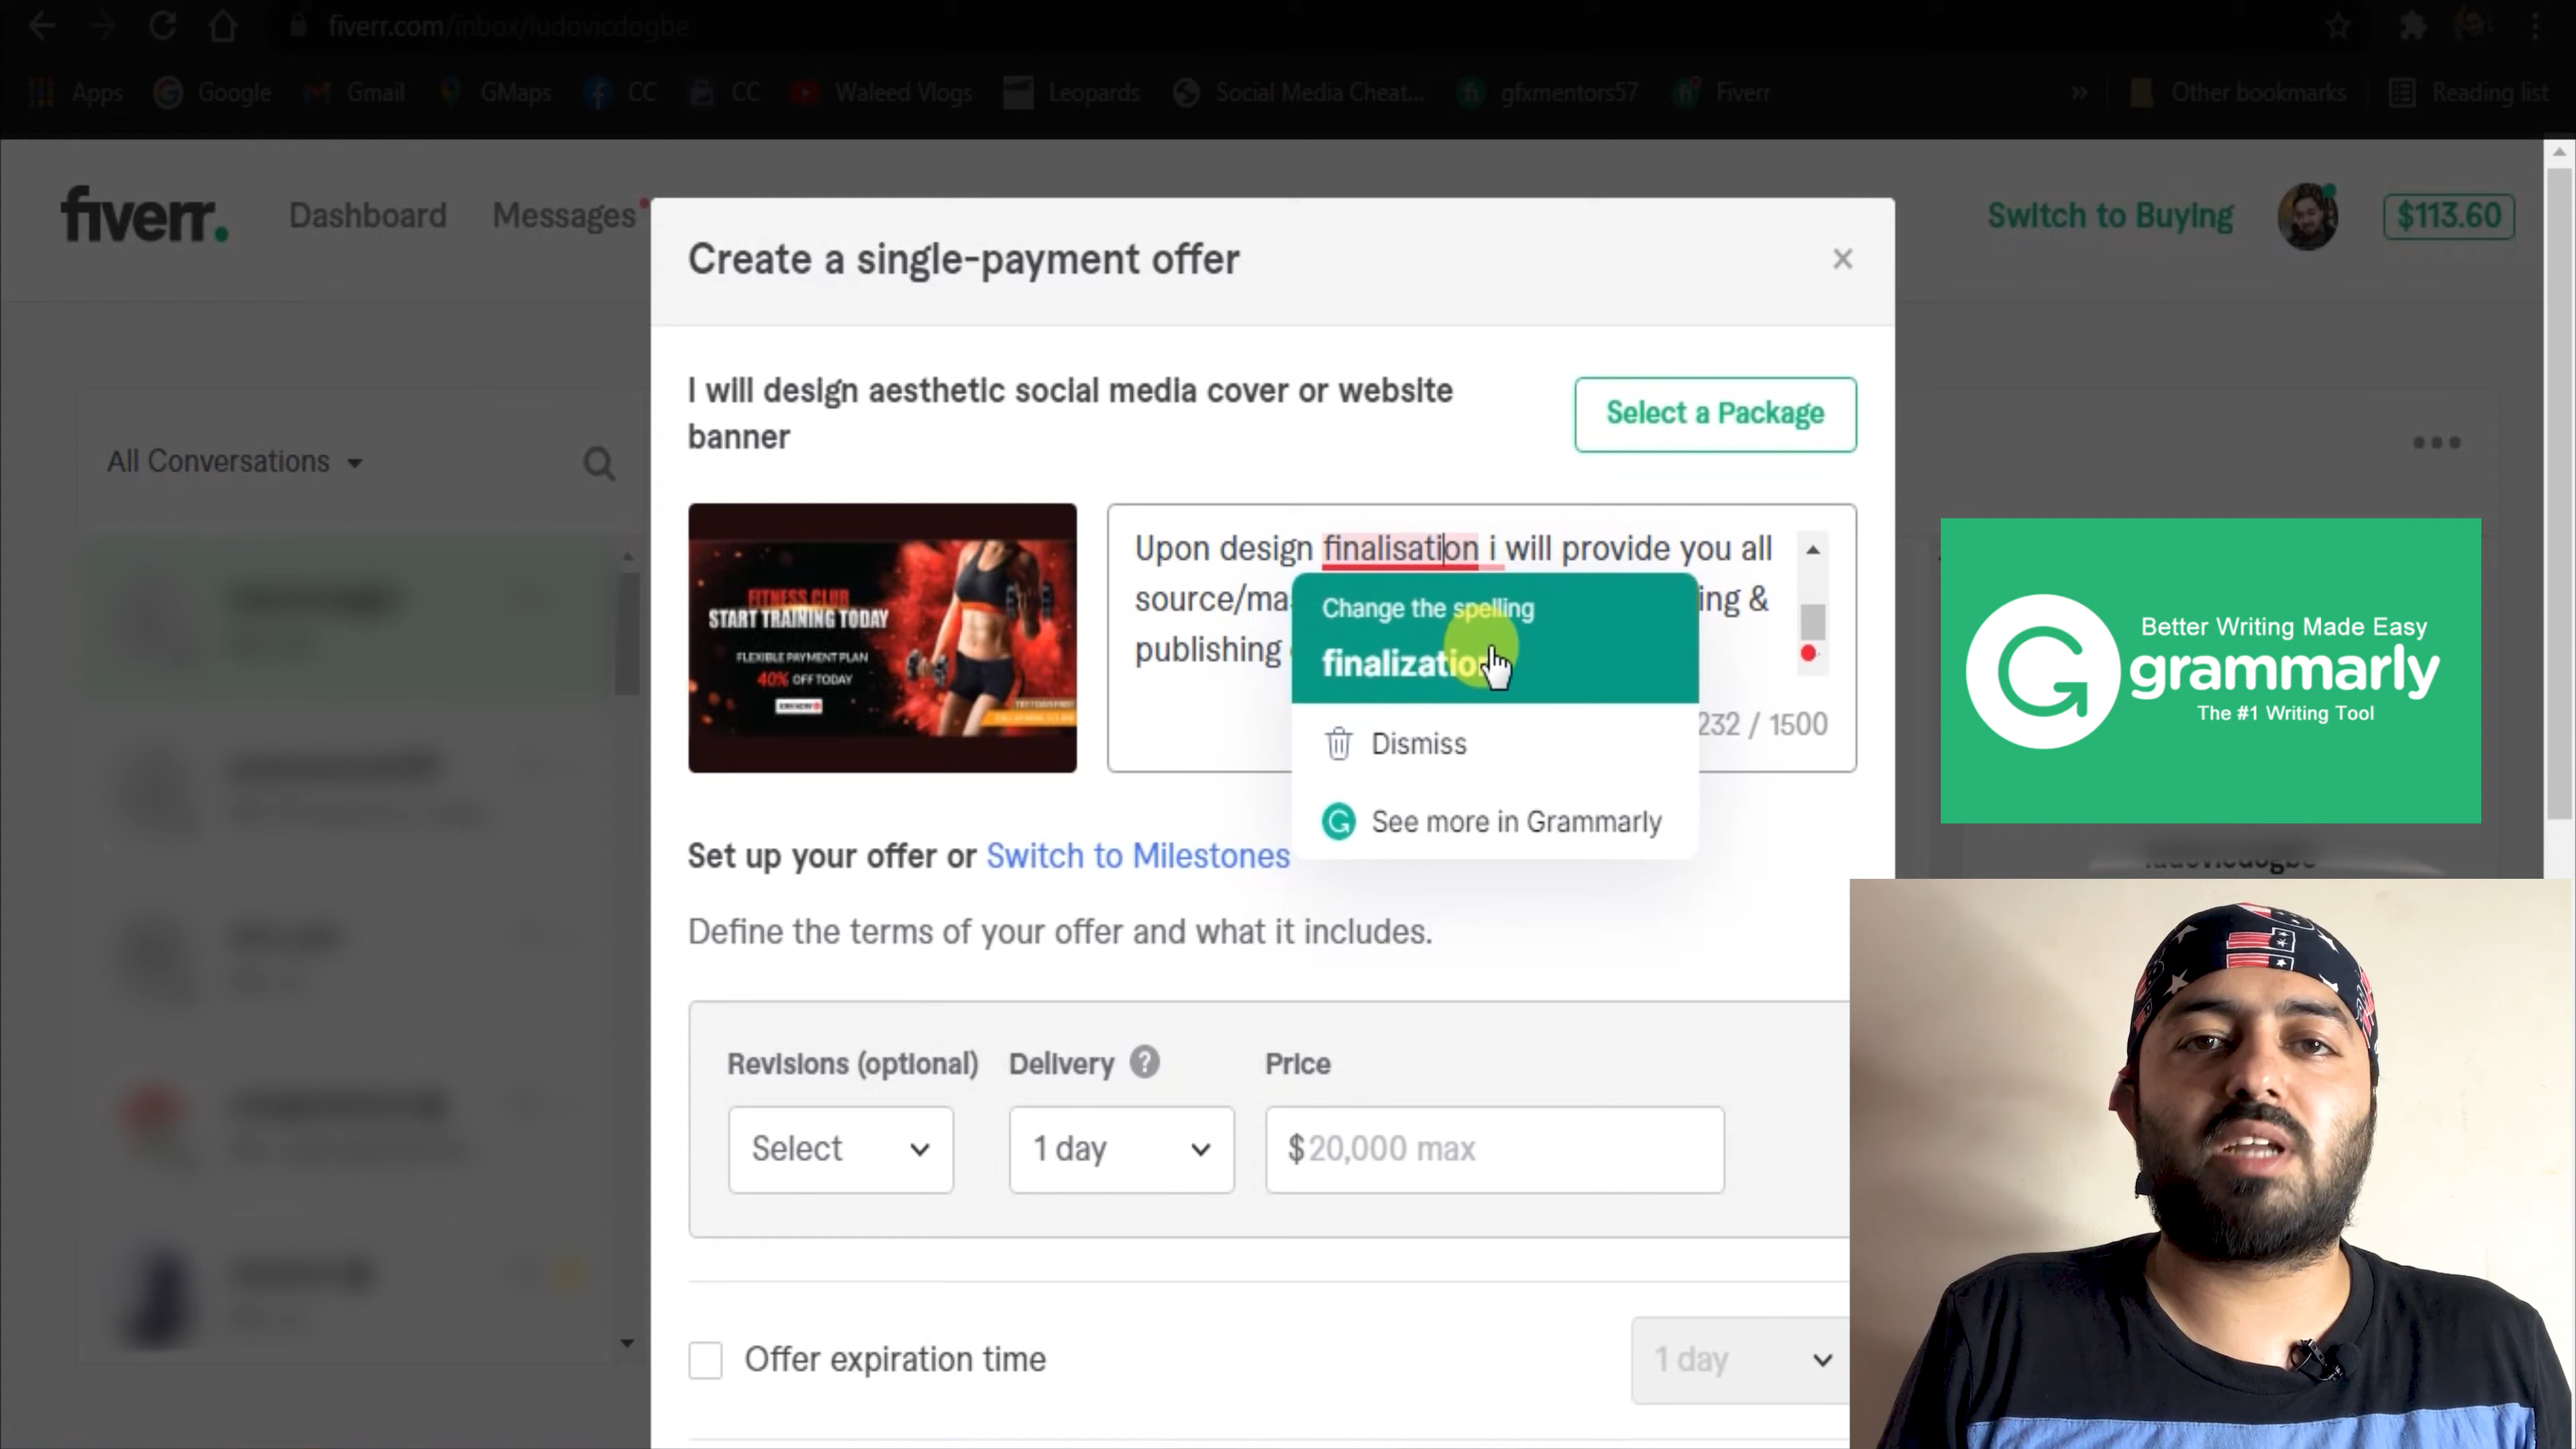 fiverr.com/inbox/ludovicdogbe
Apps Google Gmail GMaps CC CC Waleed Vlogs Leopards Social Media Cheat... gfxmentors57 Fiverr » Other bookmarks Reading list
fiverr. Dashboard Messages Switch to Buying $113.60
Create a single-payment offer ×
I will design aesthetic social media cover or website
banner
Select a Package
All Conversations
FITNESS CLUB
START TRAINING TODAY
FLEXIBLE PAYMENT PLAN
40% OFF TODAY
Upon design finalisation i will provide you all
source/ma ing &
publishing
Change the spelling
finalization
Dismiss
See more in Grammarly
232 / 1500
Better Writing Made Easy
grammarly
The #1 Writing Tool
Set up your offer or Switch to Milestones
Define the terms of your offer and what it includes.
Revisions (optional) Delivery ? Price
Select 1 day $20,000 max
Offer expiration time 1 day